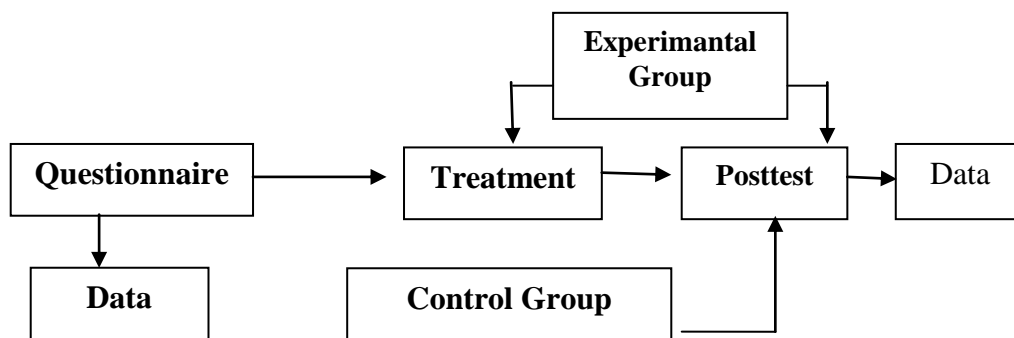 Experimantal
Group
Questionnaire
Treatment
Posttest
Data
Data
Control Group